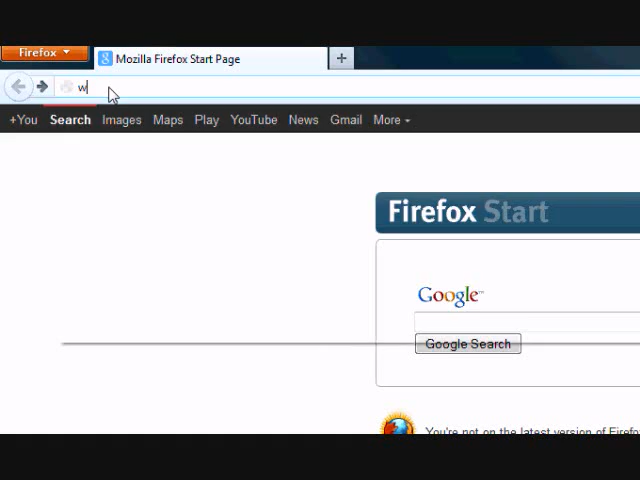 Firefox
Mozilla Firefox Start Page
w
+You Search Images Maps Play YouTube News Gmail More
Firefox Start
Google™
Google Search
You're not on the latest version of Firefo